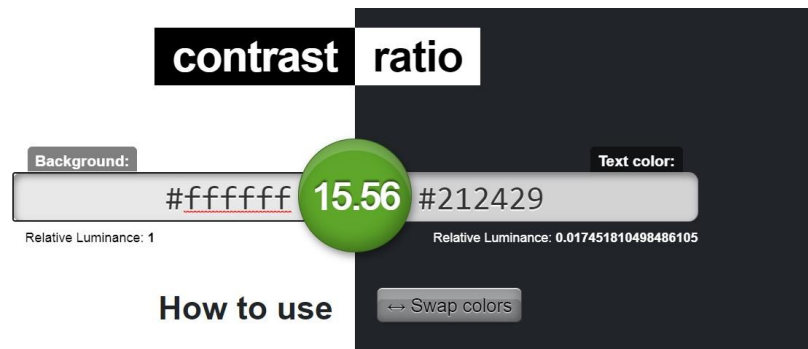 contrast ratio
Background: Text color:
#ffffff 15.56 #212429
Relative Luminance: 1 Relative Luminance: 0.017451810498486105
How to use ↔ Swap colors